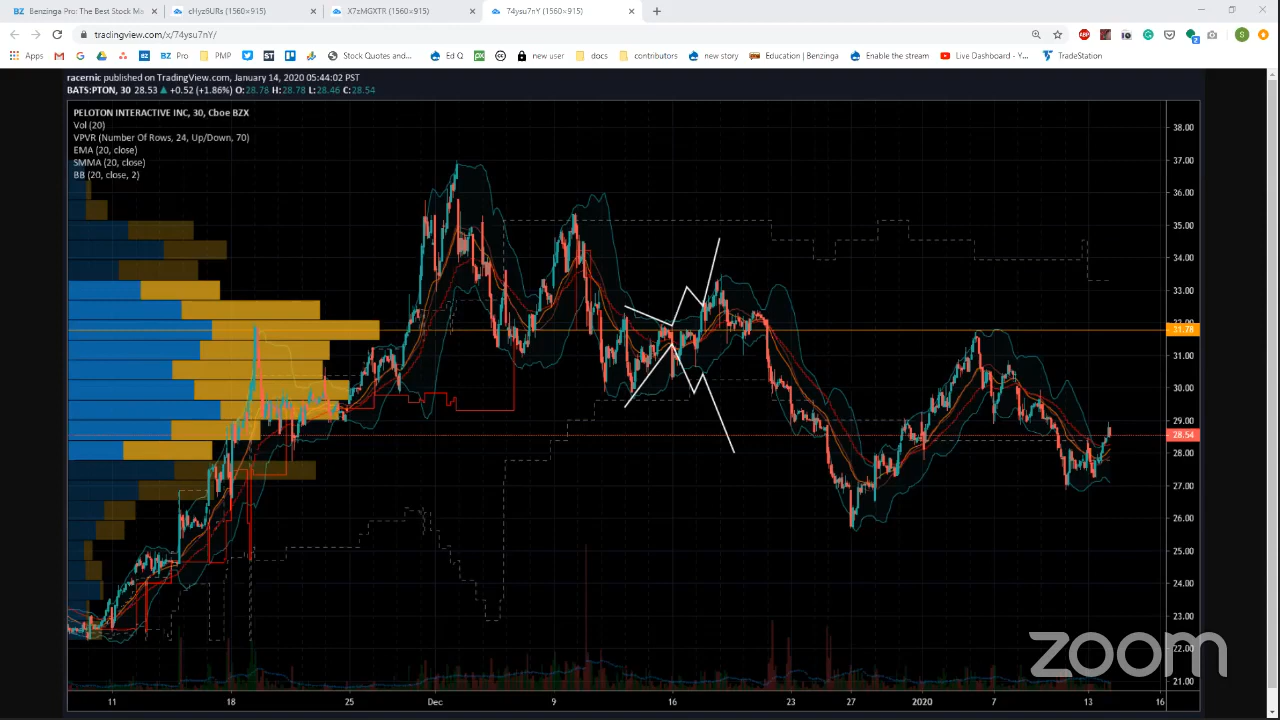 Benzinga Pro: The Best Stock Ma
cHyz6URs (1560×915)
X7zMGXTR (1560×915)
74ysu7nY (1560×915)
tradingview.com/x/74ysu7nY/
Apps
PMP
Stock Quotes and Fu...
Ed Q
new user
docs
contributors
new story
Education | Benzinga
Enable the stream
Live Dashboard - Y...
TradeStation
BZ Pro
racernic published on TradingView.com, January 14, 2020 05:44:02 PST
BATS:PTON, 30 28.53 ▲ +0.52 (+1.86%) O:28.78 H:28.78 L:28.46 C:28.54
PELOTON INTERACTIVE INC, 30, Cboe BZX
Vol (20)
VPVR (Number Of Rows, 24, Up/Down, 70)
EMA (20, close)
SMMA (20, close)
BB (20, close, 2)
38.00
37.00
36.00
35.00
34.00
33.00
32.00
31.78
31.00
30.00
29.00
28.54
28.00
27.00
26.00
25.00
24.00
23.00
22.00
21.00
zoom
11 18 25 Dec 9 16 23 27 2020 7 13 16